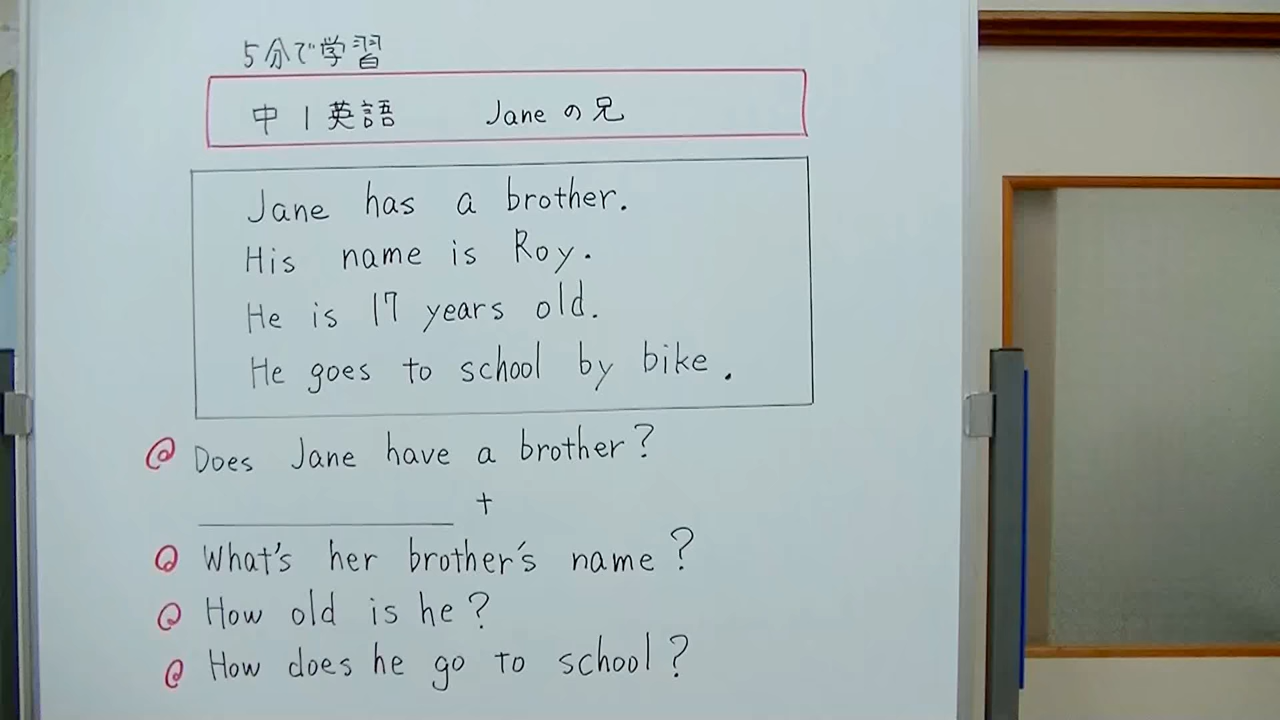 5分で学習
中1英語 Janeの兄
Jane has a brother.
His name is Roy.
He is 17 years old.
He goes to school by bike.
Q Does Jane have a brother?
+
Q What's her brother's name?
Q How old is he?
Q How does he go to school?